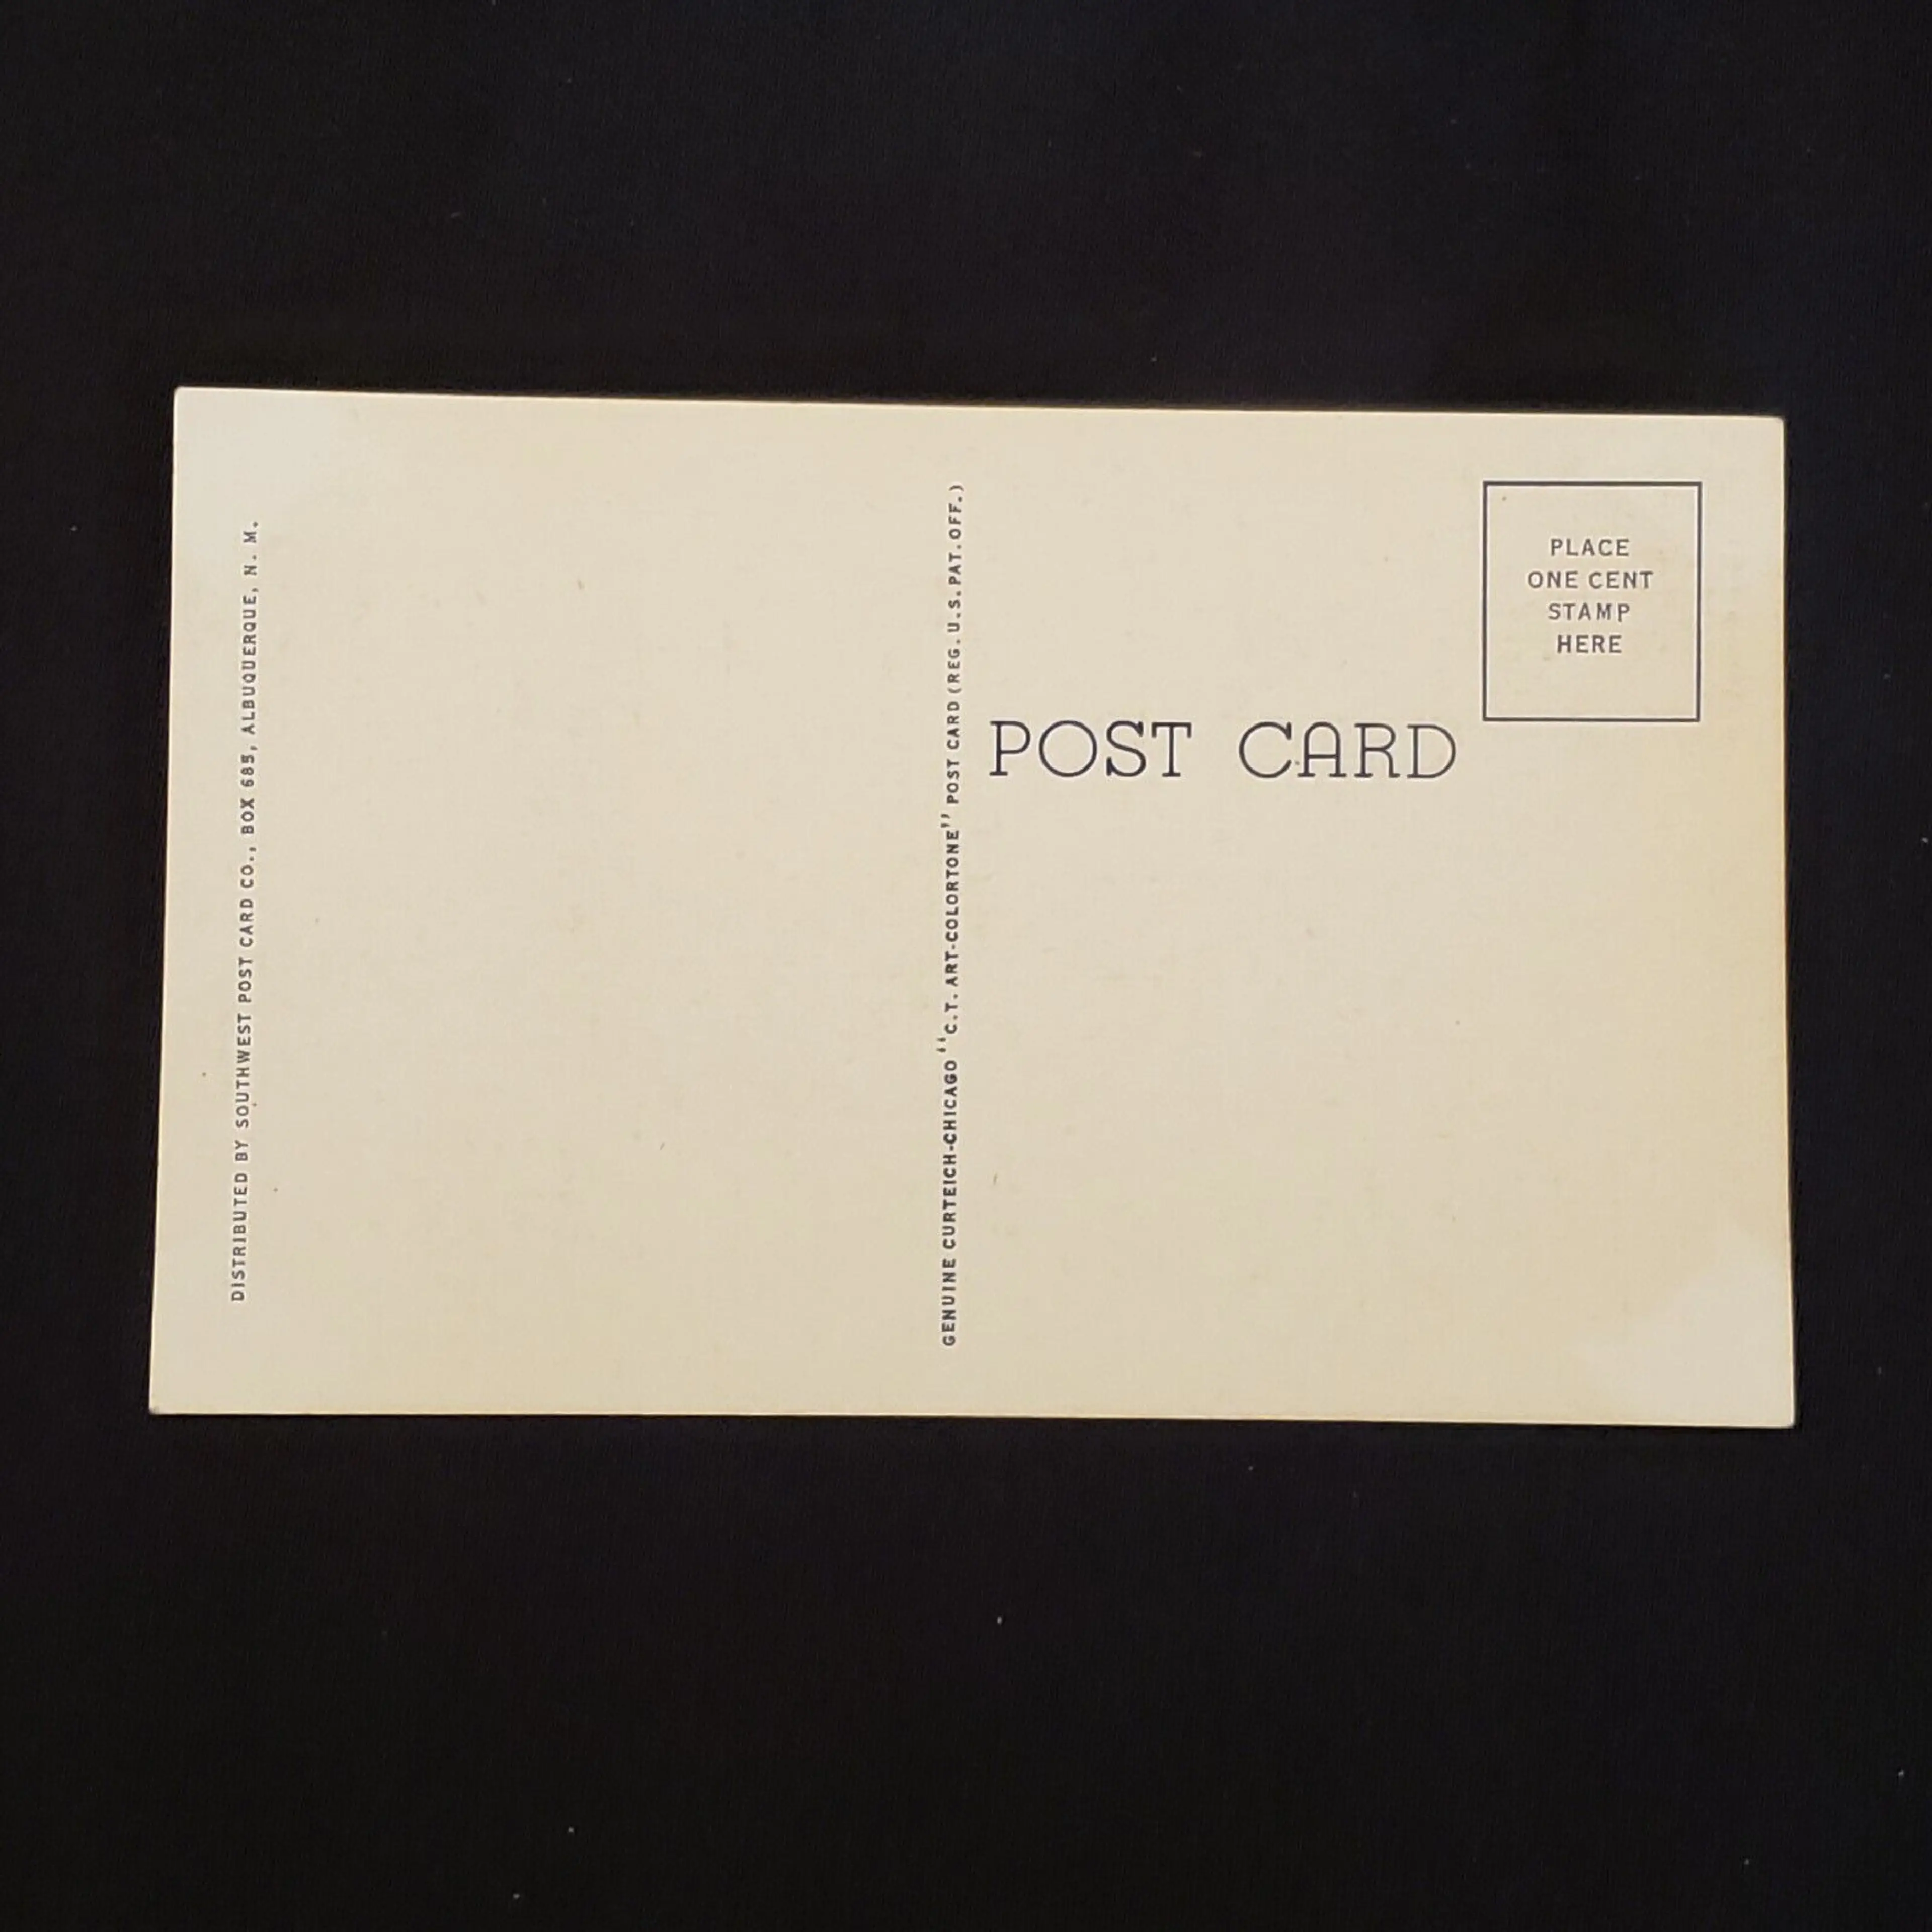 DISTRIBUTED BY SOUTHWEST POST CARD CO., BOX 685, ALBUQUERQUE, N. M.
GENUINE CURTEICH-CHICAGO "C.T. ART-COLORTONE" POST CARD (REG. U.S. PAT. OFF.)
POST CARD
PLACE
ONE CENT
STAMP
HERE